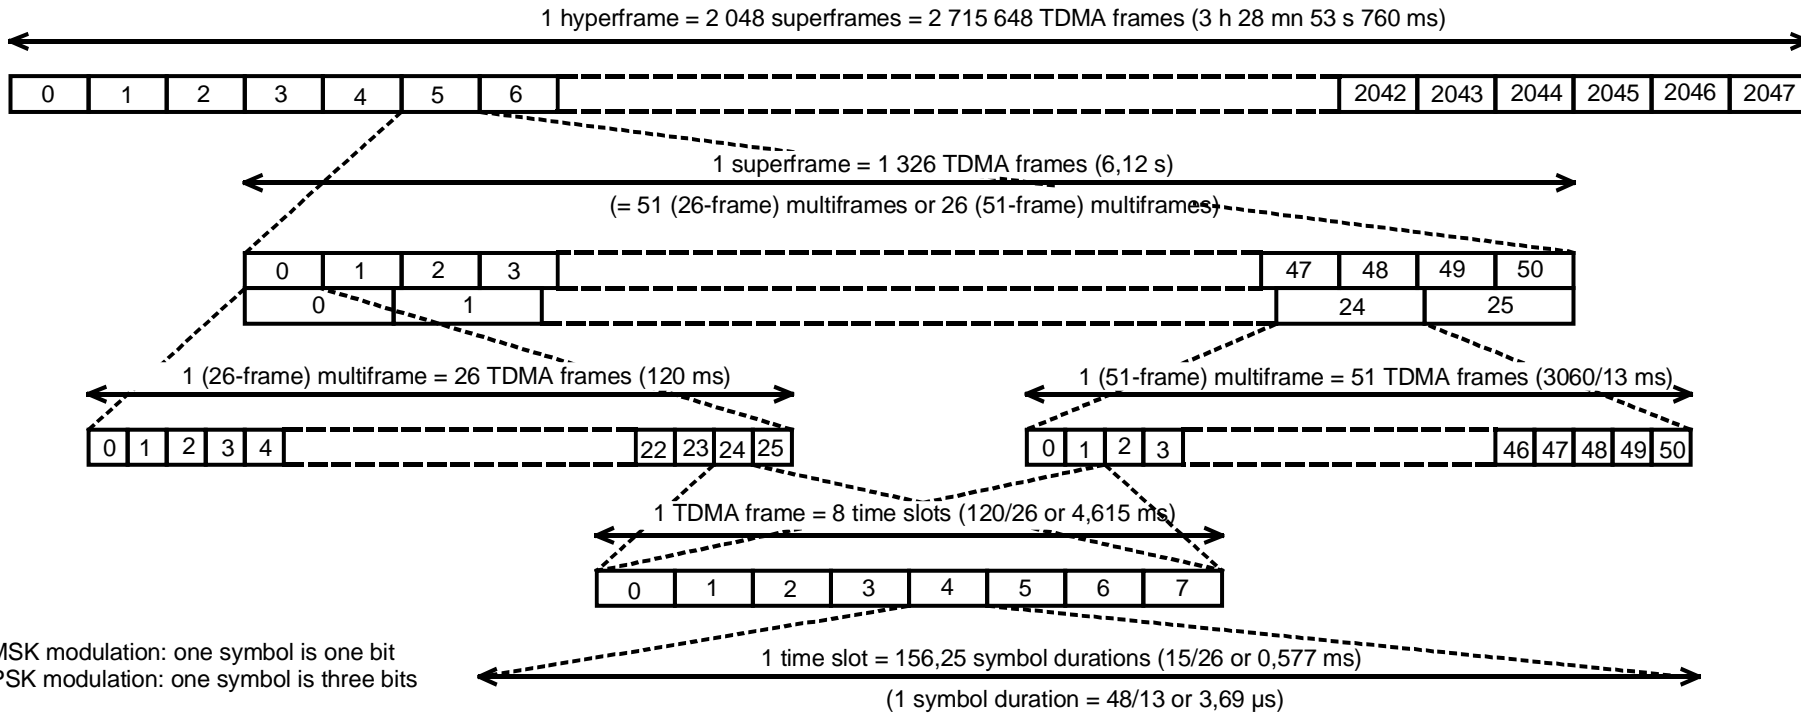 1 hyperframe = 2 048 superframes = 2 715 648 TDMA frames (3 h 28 mn 53 s 760 ms)
0 1 2 3 4 5 6 2042 2043 2044 2045 2046 2047
1 superframe = 1 326 TDMA frames (6,12 s)
(= 51 (26-frame) multiframes or 26 (51-frame) multiframes)
0 1 2 3 47 48 49 50
0 1 24 25
1 (26-frame) multiframe = 26 TDMA frames (120 ms)
1 (51-frame) multiframe = 51 TDMA frames (3060/13 ms)
0 1 2 3 4 22 23 24 25
0 1 2 3 46 47 48 49 50
1 TDMA frame = 8 time slots (120/26 or 4,615 ms)
0 1 2 3 4 5 6 7
MSK modulation: one symbol is one bit
PSK modulation: one symbol is three bits
1 time slot = 156,25 symbol durations (15/26 or 0,577 ms)
(1 symbol duration = 48/13 or 3,69 µs)